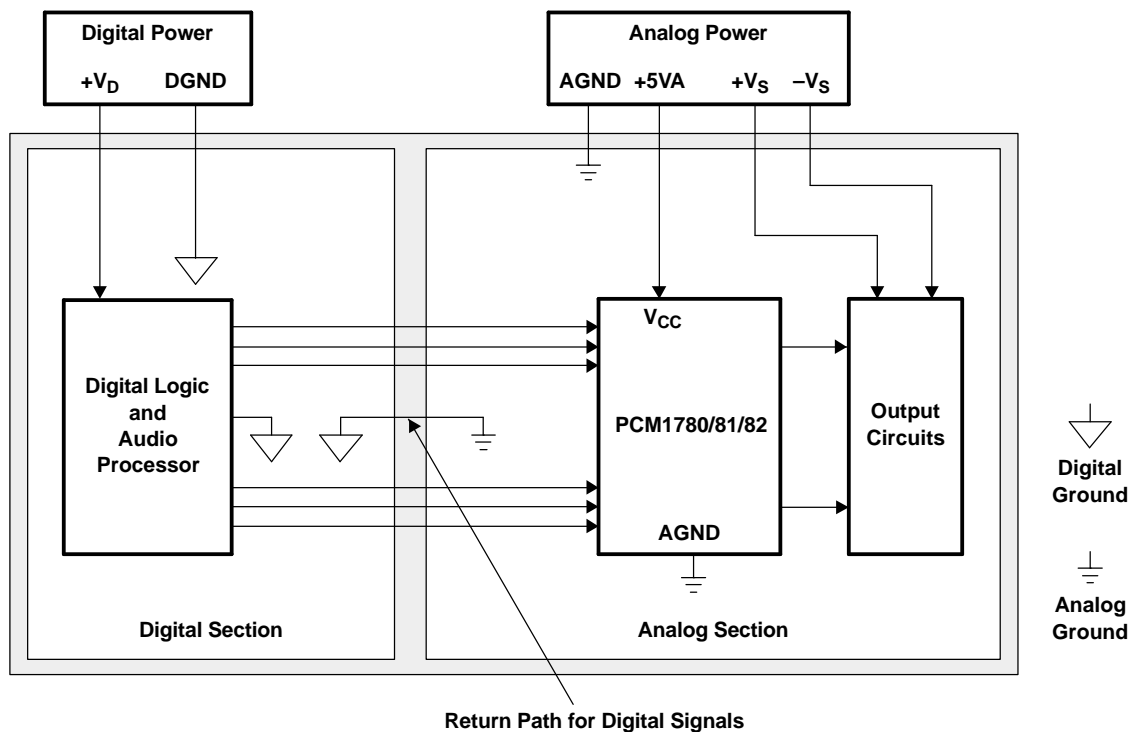 Digital Power
+VD DGND
Analog Power
AGND +5VA +VS –VS
VCC
Digital Logic
and
Audio
Processor
PCM1780/81/82
Output
Circuits
AGND
Digital Section
Analog Section
Digital
Ground
Analog
Ground
Return Path for Digital Signals